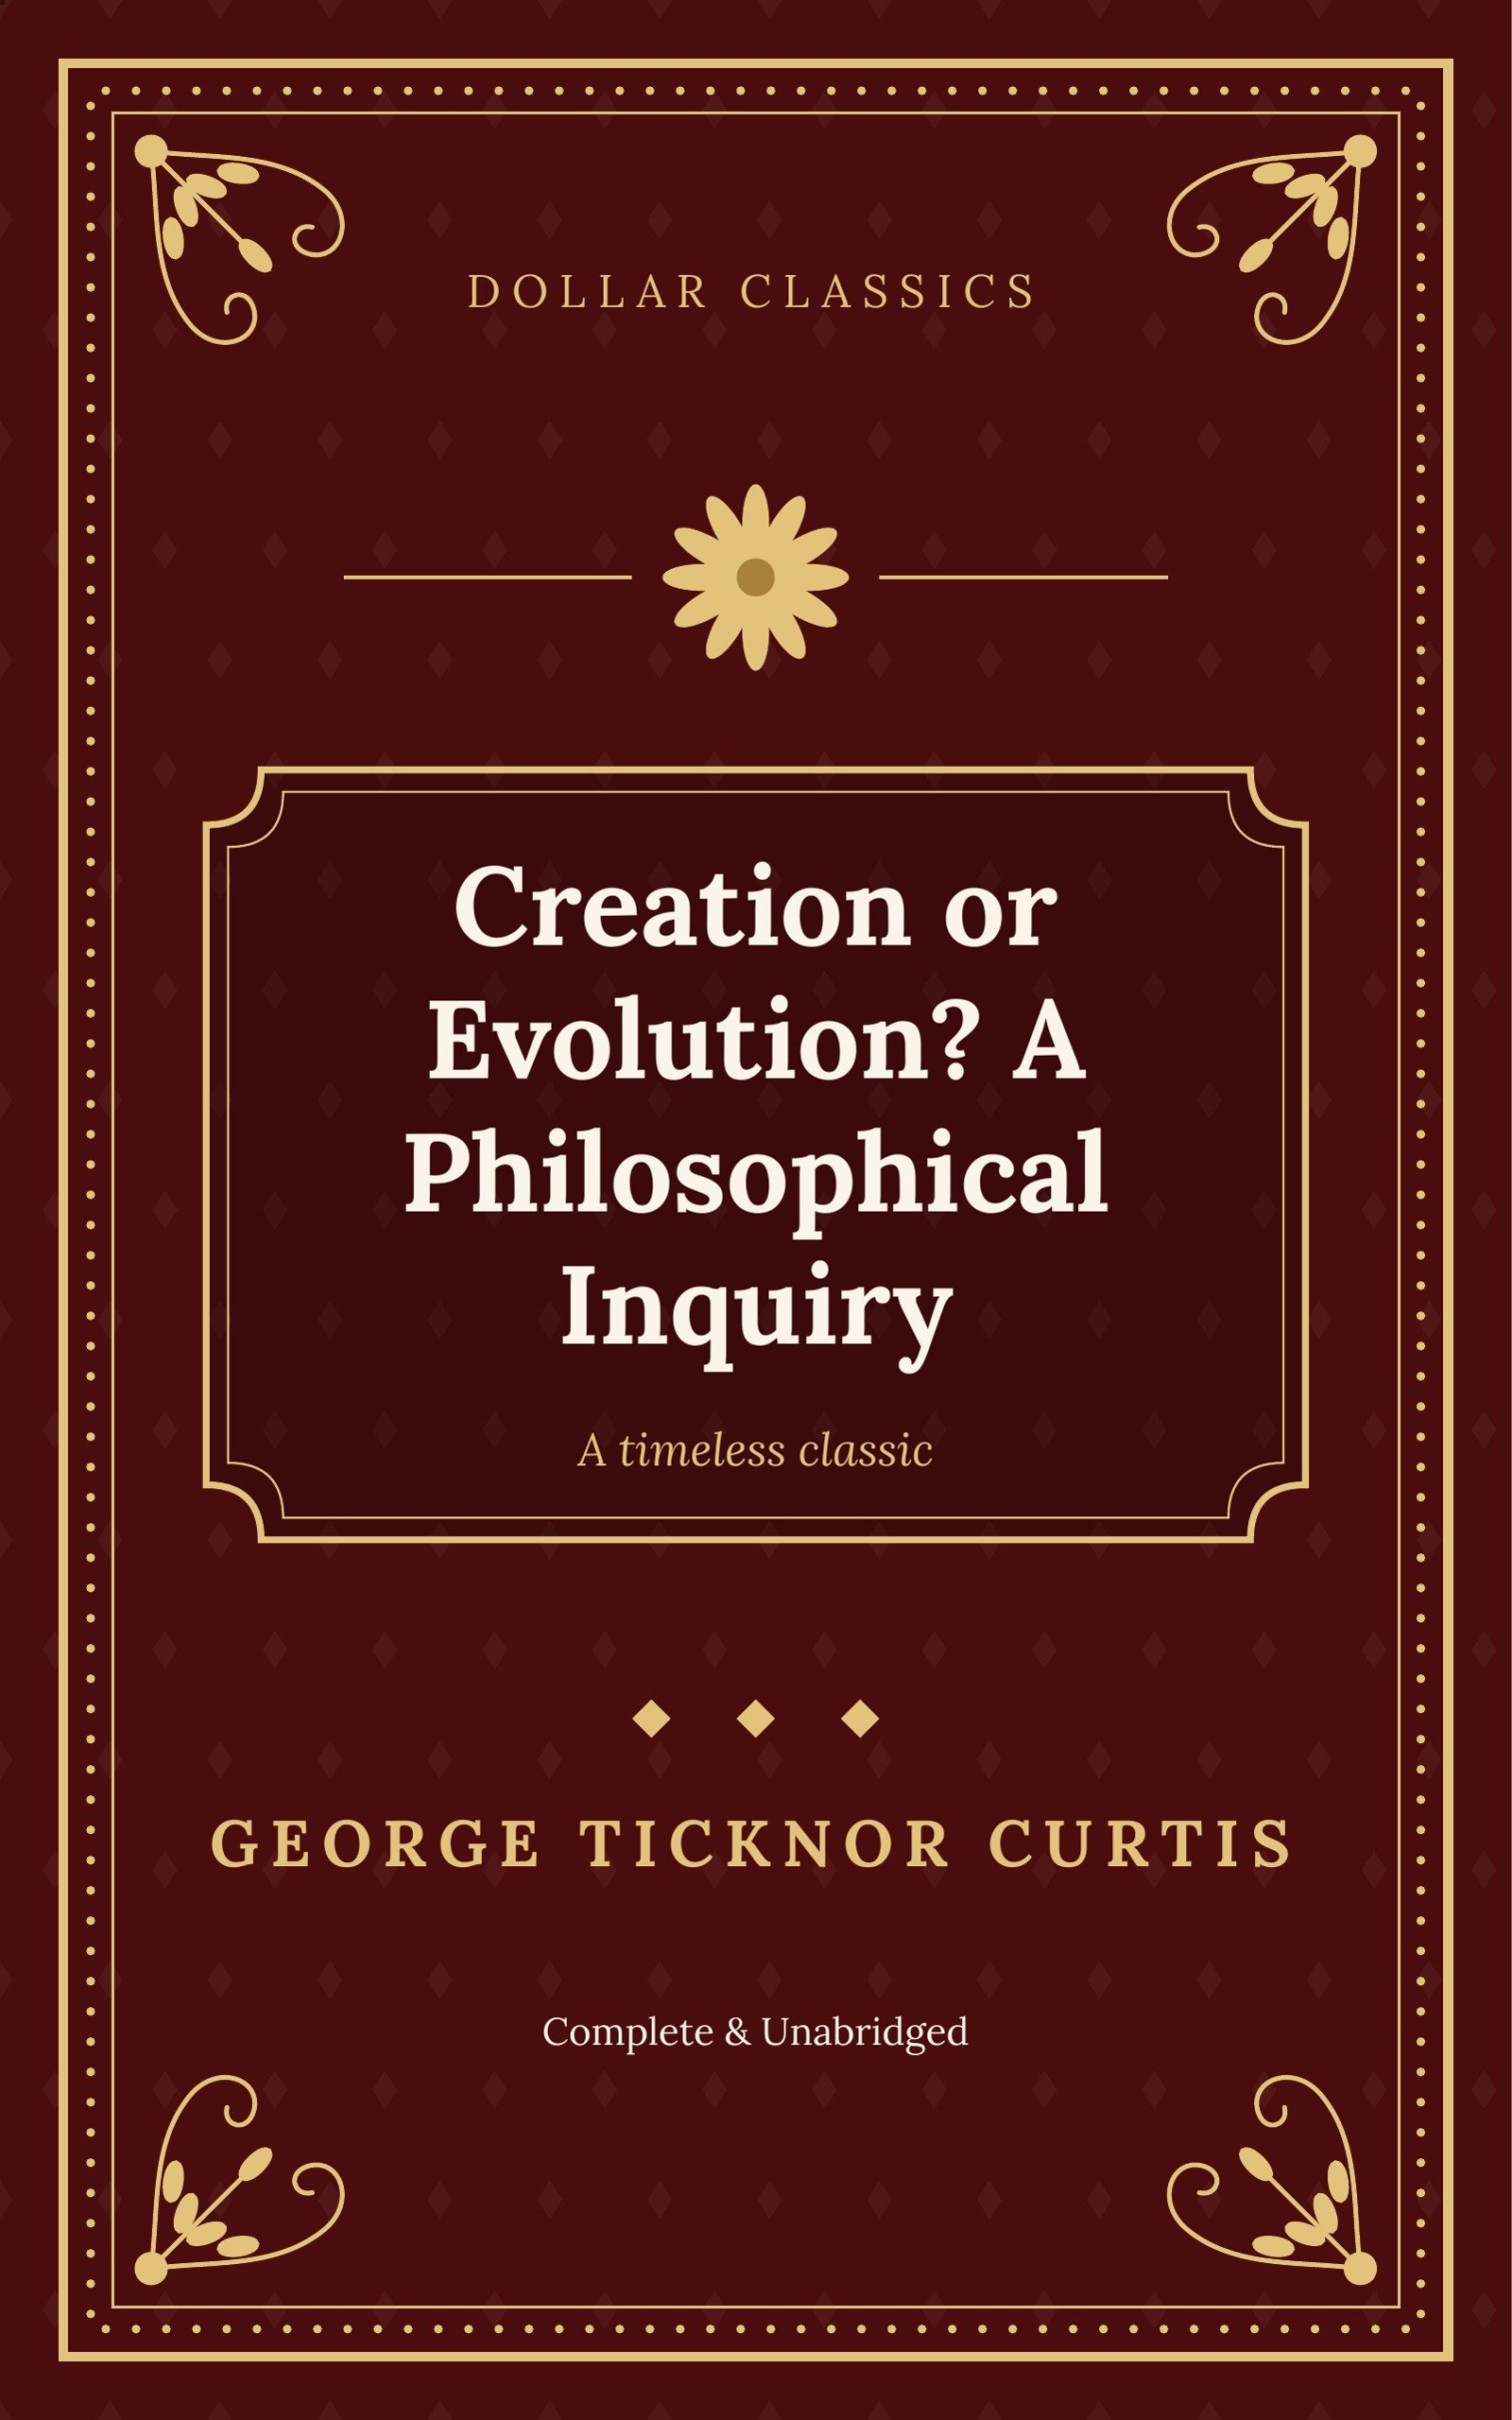 DOLLAR CLASSICS
Creation or
Evolution? A
Philosophical
Inquiry
A timeless classic
GEORGE TICKNOR CURTIS
Complete & Unabridged